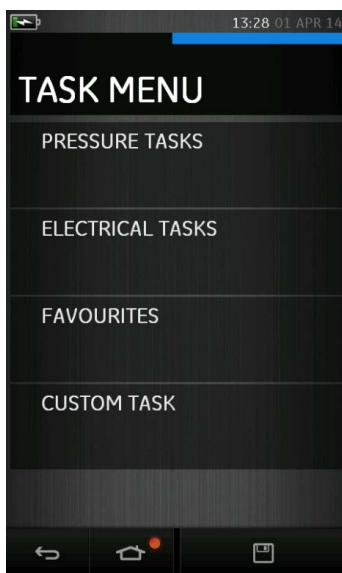 13:28 01 APR 14
TASK MENU
PRESSURE TASKS
ELECTRICAL TASKS
FAVOURITES
CUSTOM TASK